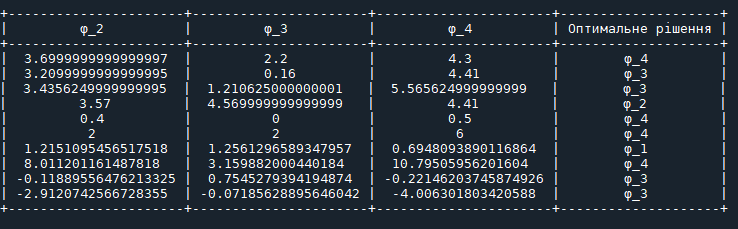 +----------------------+----------------------+----------------------+--------------------+
| φ_2 | φ_3 | φ_4 | Оптимальне рішення |
+----------------------+----------------------+----------------------+--------------------+
| 3.6999999999999997 | 2.2 | 4.3 | φ_4 |
| 3.2099999999999995 | 0.16 | 4.41 | φ_3 |
| 3.4356249999999995 | 1.210625000000001 | 5.565624999999999 | φ_3 |
| 3.57 | 4.569999999999999 | 4.41 | φ_2 |
| 0.4 | 0 | 0.5 | φ_4 |
| 2 | 2 | 6 | φ_4 |
| 1.2151095456517518 | 1.2561296589347957 | 0.6948093890116864 | φ_1 |
| 8.011201161487818 | 3.159882000440184 | 10.79505956201604 | φ_4 |
| -0.11889556476213325 | 0.7545279394194874 | -0.22146203745874926 | φ_3 |
| -2.9120742566728355 | -0.07185628895646042 | -4.006301803420588 | φ_3 |
+----------------------+----------------------+----------------------+--------------------+